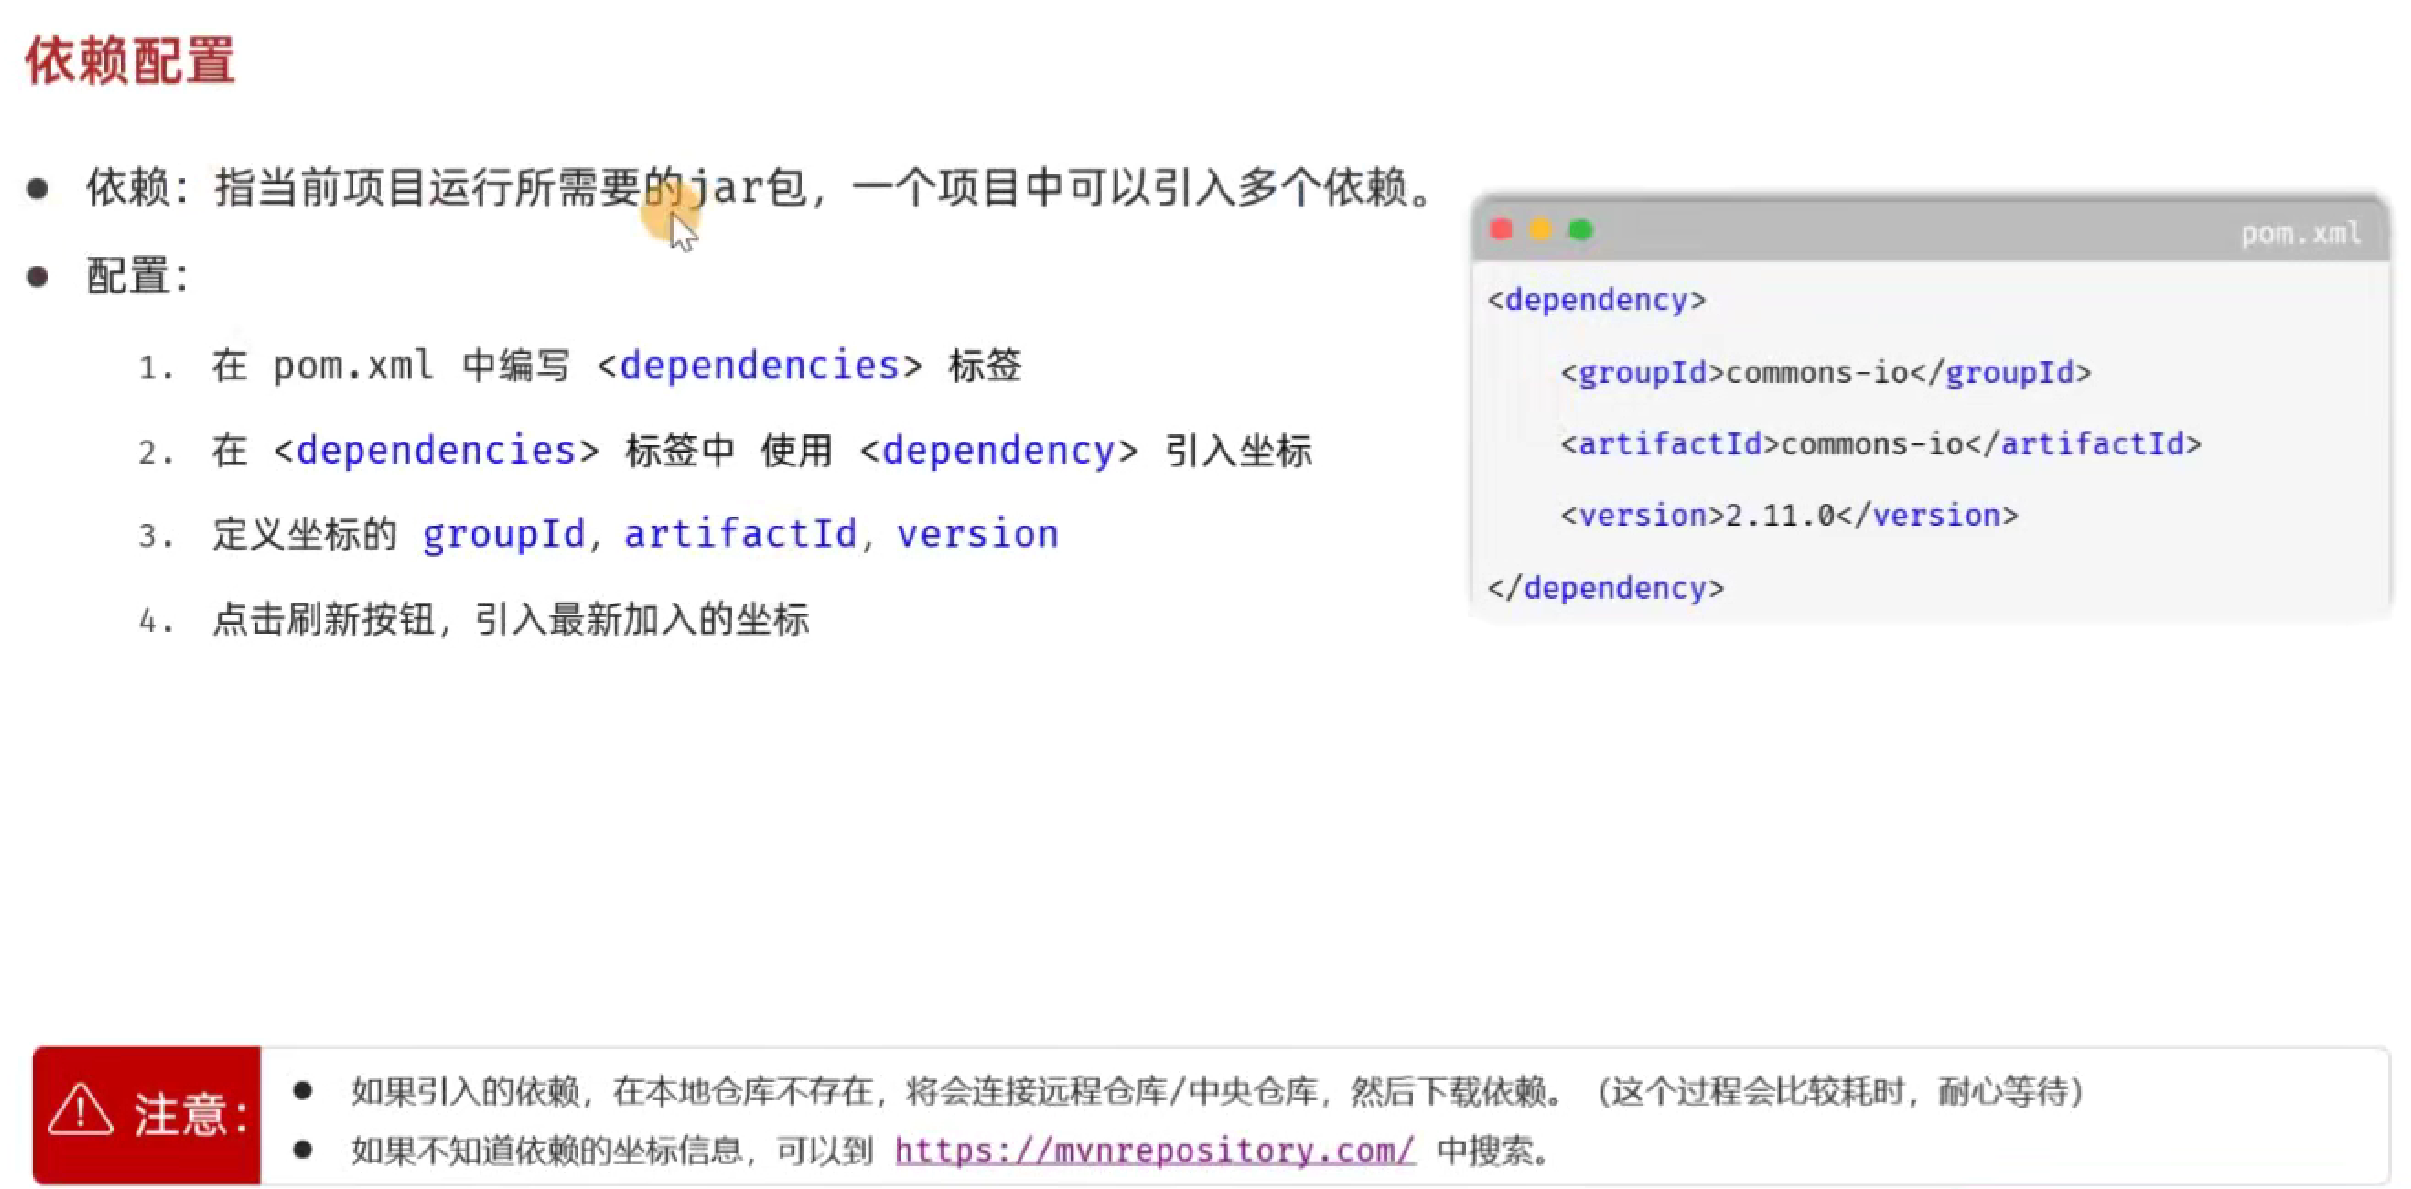 依赖配置
● 依赖：指当前项目运行所需要的jar包，一个项目中可以引入多个依赖。
● 配置：
1. 在 pom.xml 中编写 <dependencies> 标签
2. 在 <dependencies> 标签中 使用 <dependency> 引入坐标
3. 定义坐标的 groupId，artifactId，version
4. 点击刷新按钮，引入最新加入的坐标
pom.xml
<dependency>
<groupId>commons-io</groupId>
<artifactId>commons-io</artifactId>
<version>2.11.0</version>
</dependency>
注意：
● 如果引入的依赖，在本地仓库不存在，将会连接远程仓库/中央仓库，然后下载依赖。（这个过程会比较耗时，耐心等待）
● 如果不知道依赖的坐标信息，可以到 https://mvnrepository.com/ 中搜索。